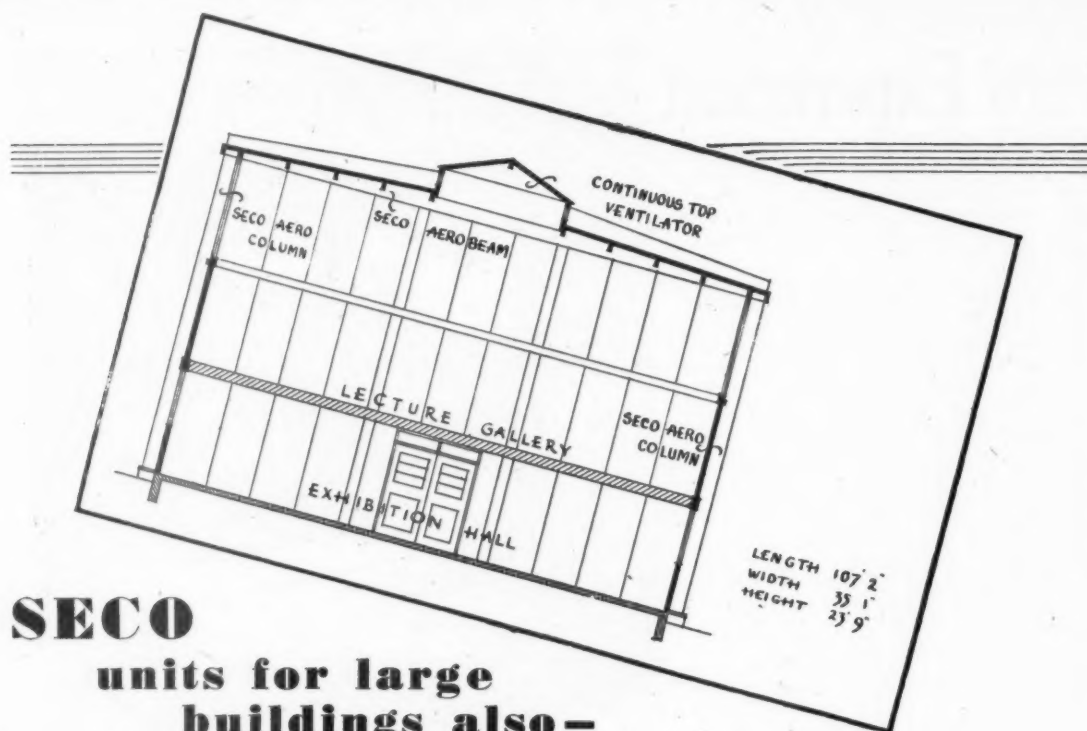 CONTINUOUS TOP
VENTILATOR
SECO AERO
COLUMN
SECO AERO BEAM
LECTURE GALLERY
SECO AERO
COLUMN
EXHIBITION HALL
LENGTH 107' 2"
WIDTH 35' 1"
HEIGHT 23' 9"
SECO
units for large
buildings also—